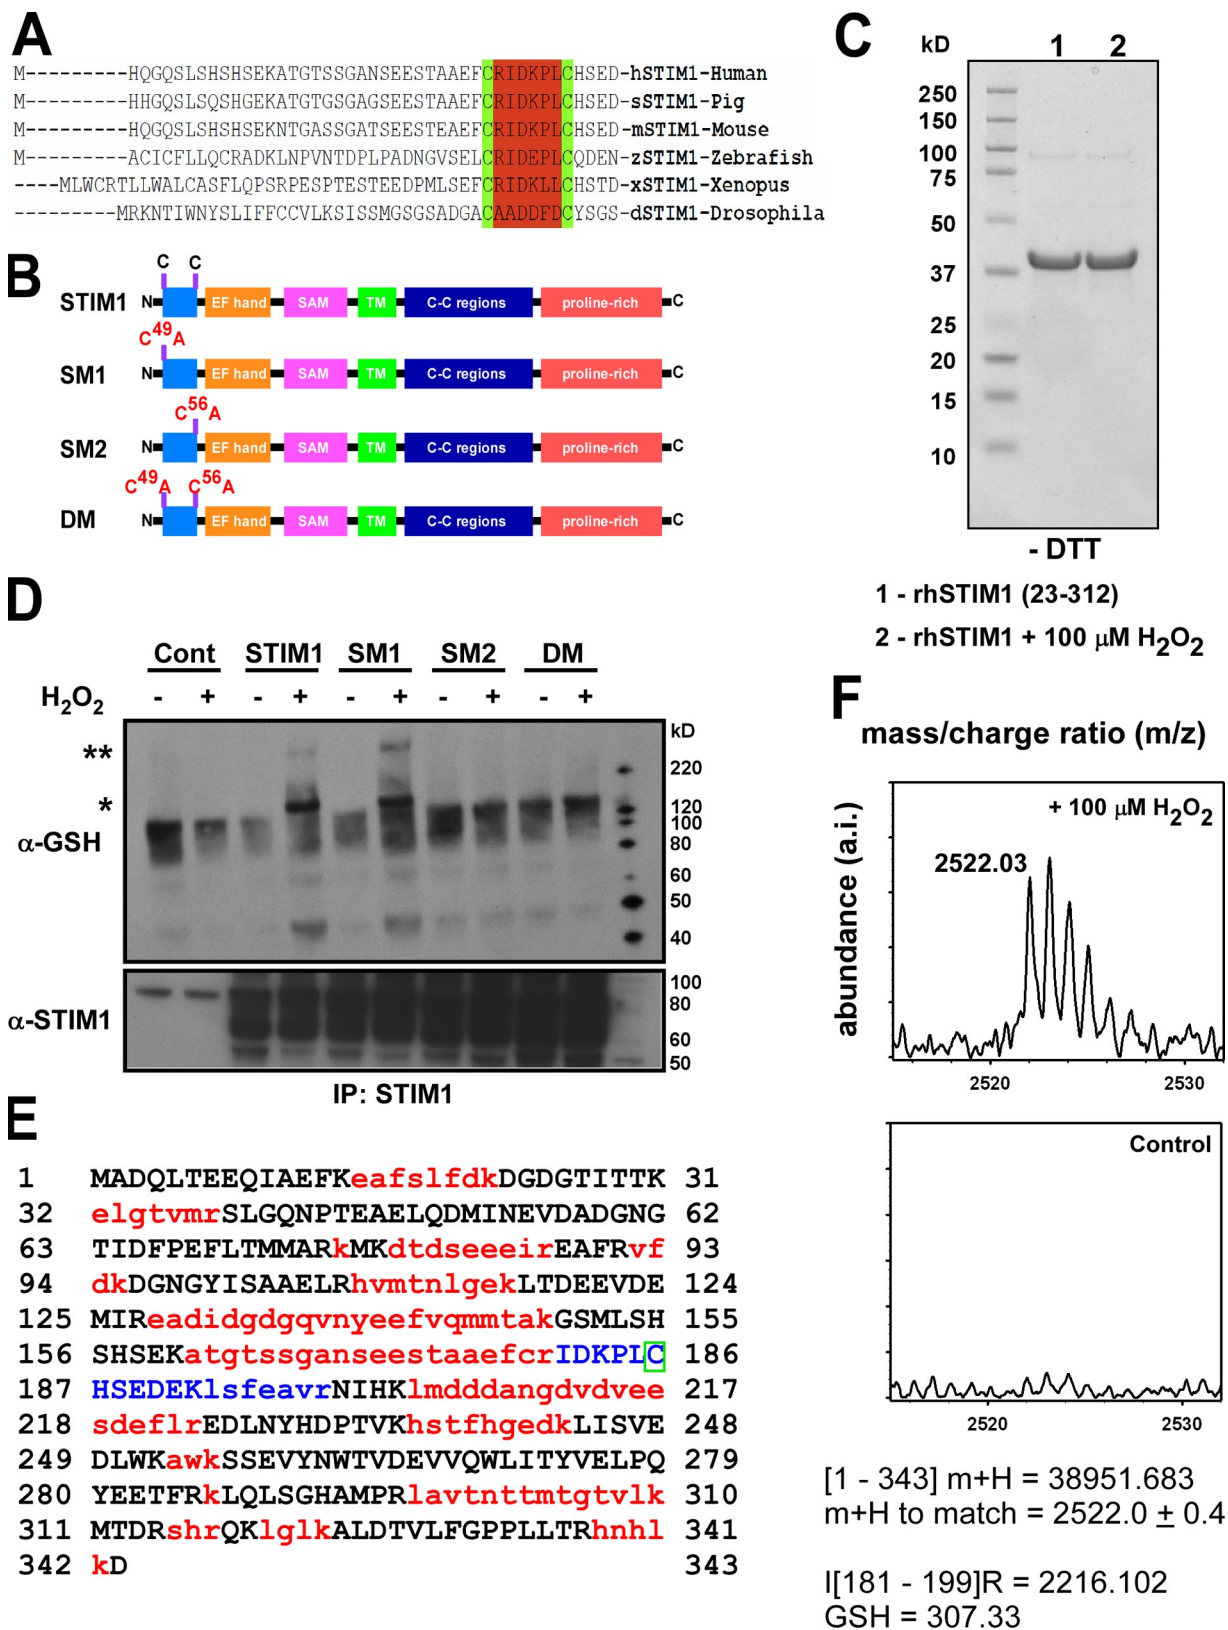 A
M---------HQGQSLSHSHSEKATGTSSGANSEESTAAEFCRIDKPLCHSED-hSTIM1-Human
M---------HHGQSLSQSHGEKATGTGSGAGSEESTAAEFCRIDKPLCHSED-sSTIM1-Pig
M---------HQGQSLSHSHSEKNTGASSGATSEESTEAEFCRIDKPLCHSED-mSTIM1-Mouse
M---------ACICFLLQCRADKLNPVNTDPLPADNGVSELCRIDEPLCQDEN-zSTIM1-Zebrafish
----MLWCRTLLWALCASFLQPSRPESPTESTEEDPMLSEFCRIDKLLCHSTD-xSTIM1-Xenopus
---------MRKNTIWNYSLIFFCCVLKSISSMGSGSADGACAADDFDCYSGS-dSTIM1-Drosophila
B
C C
STIM1 N EF hand SAM TM C-C regions proline-rich C
C49A
SM1 N EF hand SAM TM C-C regions proline-rich C
C56A
SM2 N EF hand SAM TM C-C regions proline-rich C
C49A C56A
DM N EF hand SAM TM C-C regions proline-rich C
C
kD 1 2
250
150
100
75
50
37
25
20
15
10
- DTT
1 - rhSTIM1 (23-312)
2 - rhSTIM1 + 100 µM H2O2
D
Cont STIM1 SM1 SM2 DM
H2O2 - + - + - + - + - +
kD
**
220
*
120
100
α-GSH
80
60
50
40
100
80
α-STIM1
60
50
IP: STIM1
E
1 MADQLTEEQIAEFKeafslfdkDGDGTITTK 31
32 elgtvmrSLGQNPTEAELQDMINEVDADGNG 62
63 TIDFPEFLTMMARkMKdtdseeeirEAFRvf 93
94 dkDGNGYISAAELRhvmtnlgekLTDEEVDE 124
125 MIReadidgdgqvnyeefvqmmtakGSMLSH 155
156 SHSEKatgtssganseestaaefcrIDKPLC 186
187 HSEDEKlsfeavrNIHKlmdddangdvdvee 217
218 sdeflrEDLNYHDPTVKhstfhgedkLISVE 248
249 DLWKawkSSEVYNWTVDEVVQWLITYVELPQ 279
280 YEETFRkLQLSGHAMPRlavtnttmtgtvlk 310
311 MTDRshrQKlglkALDTVLFGPPLLTRhnhl 341
342 kD 343
F
mass/charge ratio (m/z)
abundance (a.i.)
+ 100 µM H2O2
2522.03
2520 2530
Control
2520 2530
[1 - 343] m+H = 38951.683
m+H to match = 2522.0 ± 0.4
I[181 - 199]R = 2216.102
GSH = 307.33